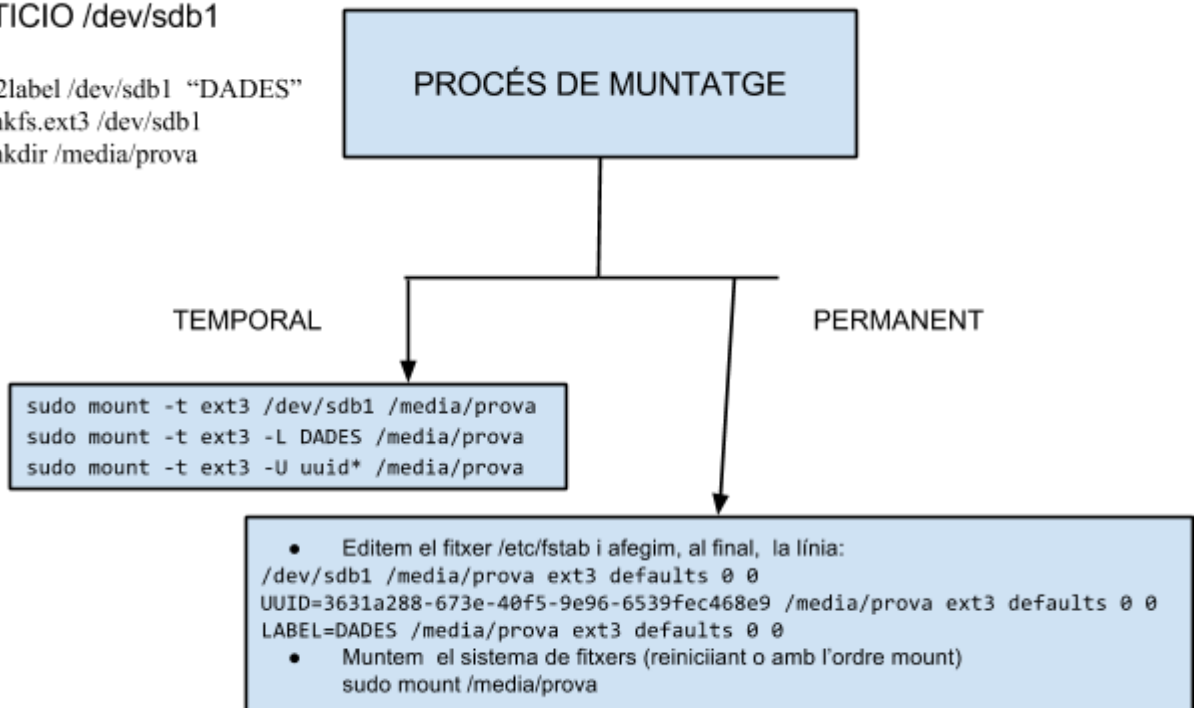 TICIO /dev/sdb1
2label /dev/sdb1 “DADES”
kfs.ext3 /dev/sdb1
kdir /media/prova
PROCÉS DE MUNTATGE
TEMPORAL
PERMANENT
sudo mount -t ext3 /dev/sdb1 /media/prova
sudo mount -t ext3 -L DADES /media/prova
sudo mount -t ext3 -U uuid* /media/prova
● Editem el fitxer /etc/fstab i afegim, al final, la línia:
/dev/sdb1 /media/prova ext3 defaults 0 0
UUID=3631a288-673e-40f5-9e96-6539fec468e9 /media/prova ext3 defaults 0 0
LABEL=DADES /media/prova ext3 defaults 0 0
● Muntem el sistema de fitxers (reiniciiant o amb l’ordre mount)
sudo mount /media/prova